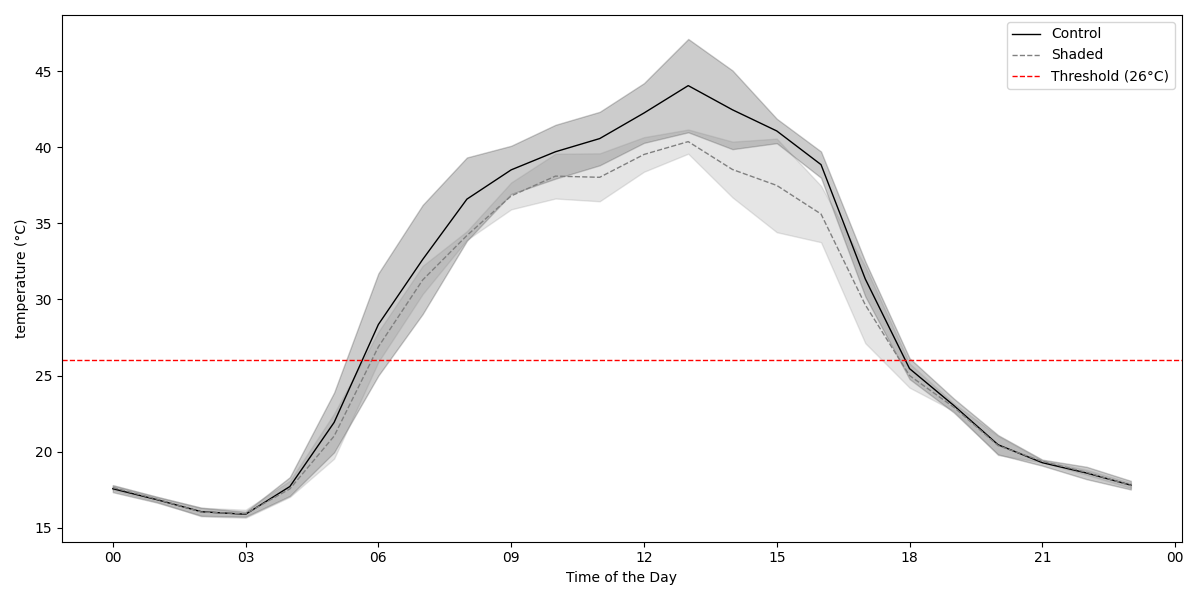 Control
Shaded
Threshold (26°C)
temperature (°C)
45
40
35
30
25
20
15
00 03 06 09 12 15 18 21 00
Time of the Day